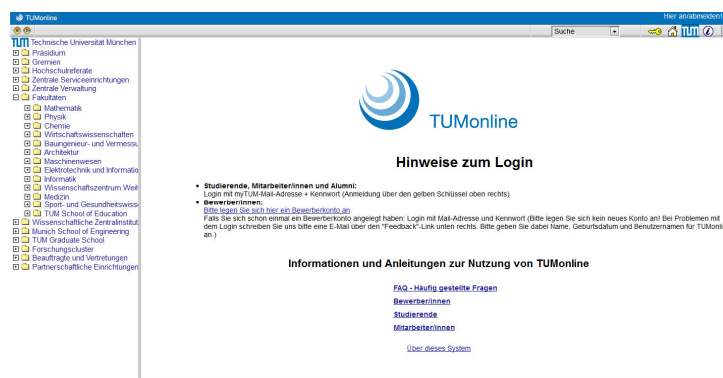 TUMonline
Hier an/abmelden!
Suche
TUM
Technische Universität München
Präsidium
Gremien
Hochschulreferate
Zentrale Serviceeinrichtungen
Zentrale Verwaltung
Fakultäten
Mathematik
Physik
Chemie
Wirtschaftswissenschaften
Bauingenieur- und Vermessu
Architektur
Maschinenwesen
Elektrotechnik und Informatio
Informatik
Wissenschaftszentrum Weih
Medizin
Sport- und Gesundheitswiss
TUM School of Education
Wissenschaftliche Zentralinstitut
Munich School of Engineering
TUM Graduate School
Forschungscluster
Beauftragte und Vertretungen
Partnerschaftliche Einrichtungen
TUMonline
Hinweise zum Login
Studierende, Mitarbeiter/innen und Alumni:
Login mit myTUM-Mail-Adresse + Kennwort (Anmeldung über den gelben Schlüssel oben rechts)
Bewerber/innen:
Bitte legen Sie sich hier ein Bewerberkonto an.
Falls Sie sich schon einmal ein Bewerberkonto angelegt haben: Login mit Mail-Adresse und Kennwort (Bitte legen Sie sich kein neues Konto an! Bei Problemen mit
dem Login schreiben Sie uns bitte eine E-Mail über den "Feedback"-Link unten rechts. Bitte geben Sie dabei Name, Geburtsdatum und Benutzernamen für TUMonli
an.)
Informationen und Anleitungen zur Nutzung von TUMonline
FAQ - Häufig gestellte Fragen
Bewerber/innen
Studierende
Mitarbeiter/innen
Über dieses System